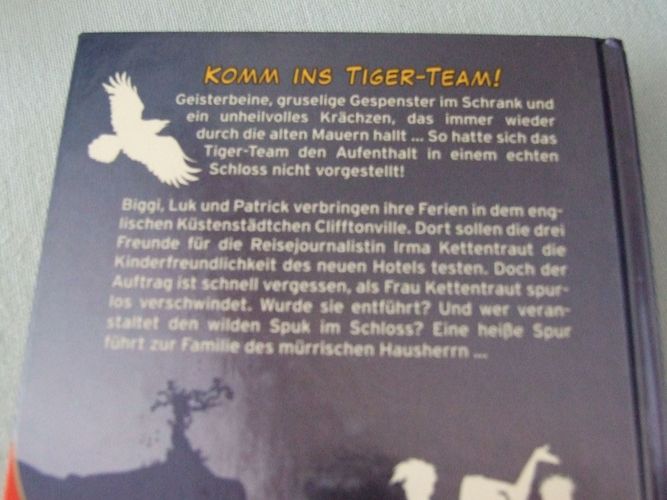 KOMM INS TIGER-TEAM!
Geisterbeine, gruselige Gespenster im Schrank und
ein unheilvolles Krächzen, das immer wieder
durch die alten Mauern hallt ... So hatte sich das
Tiger-Team den Aufenthalt in einem echten
Schloss nicht vorgestellt!
Biggi, Luk und Patrick verbringen ihre Ferien in dem eng-
lischen Küstenstädtchen Clifftonville. Dort sollen die drei
Freunde für die Reisejournalistin Irma Kettentraut die
Kinderfreundlichkeit des neuen Hotels testen. Doch der
Auftrag ist schnell vergessen, als Frau Kettentraut spur-
los verschwindet. Wurde sie entführt? Und wer veran-
staltet den wilden Spuk im Schloss? Eine heiße Spur
führt zur Familie des mürrischen Hausherrn ...